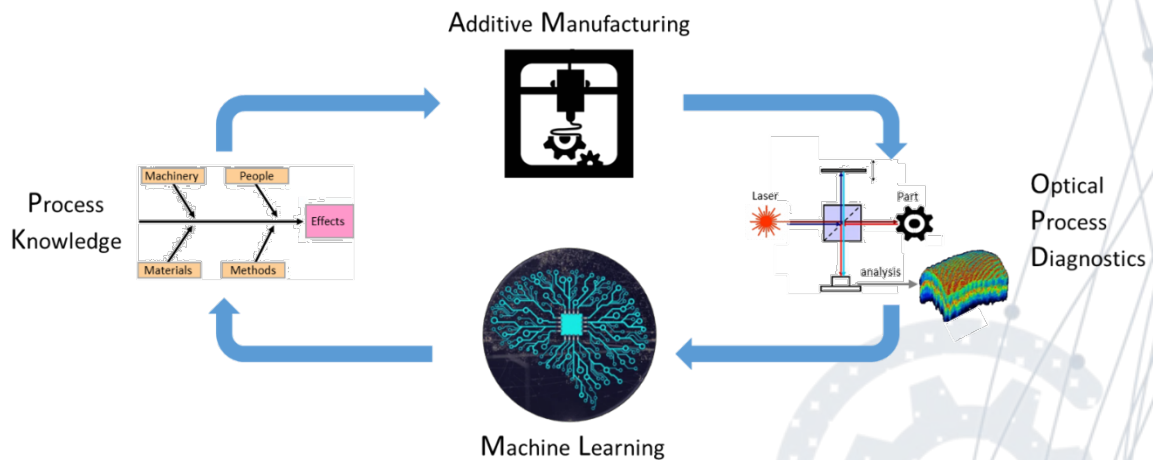 Additive Manufacturing
Machinery
People
Process
Knowledge
Effects
Materials
Methods
Laser
Part
analysis
Optical
Process
Diagnostics
Machine Learning